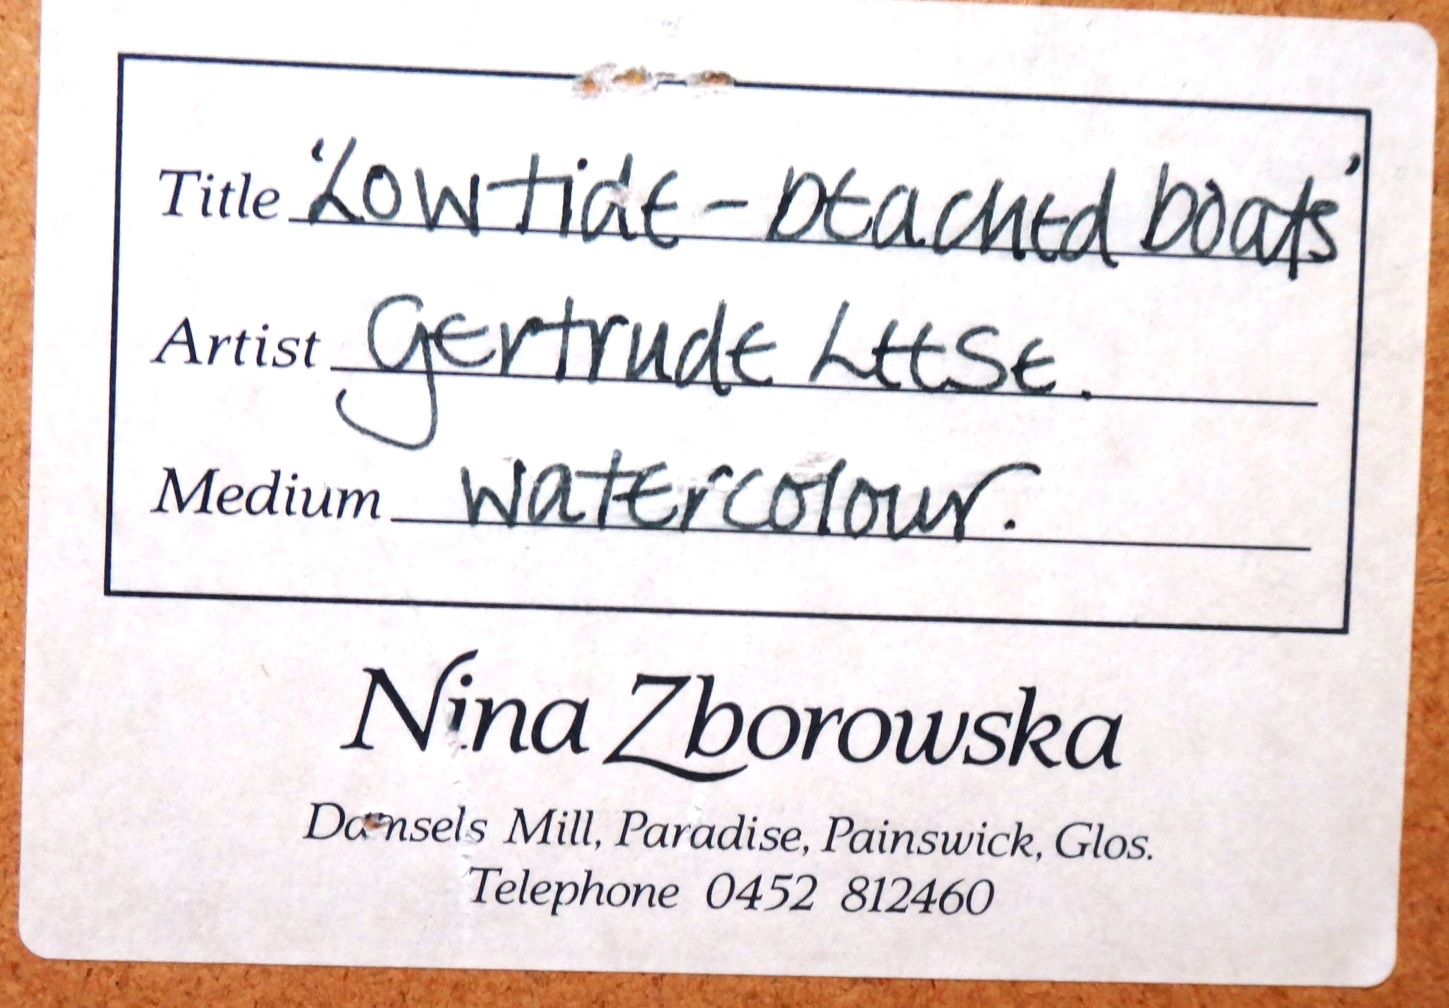 Title 'Low tide - beached boats'
Artist Gertrude Leese.
Medium watercolour.
Nina Zborowska
Damsels Mill, Paradise, Painswick, Glos.
Telephone 0452 812460